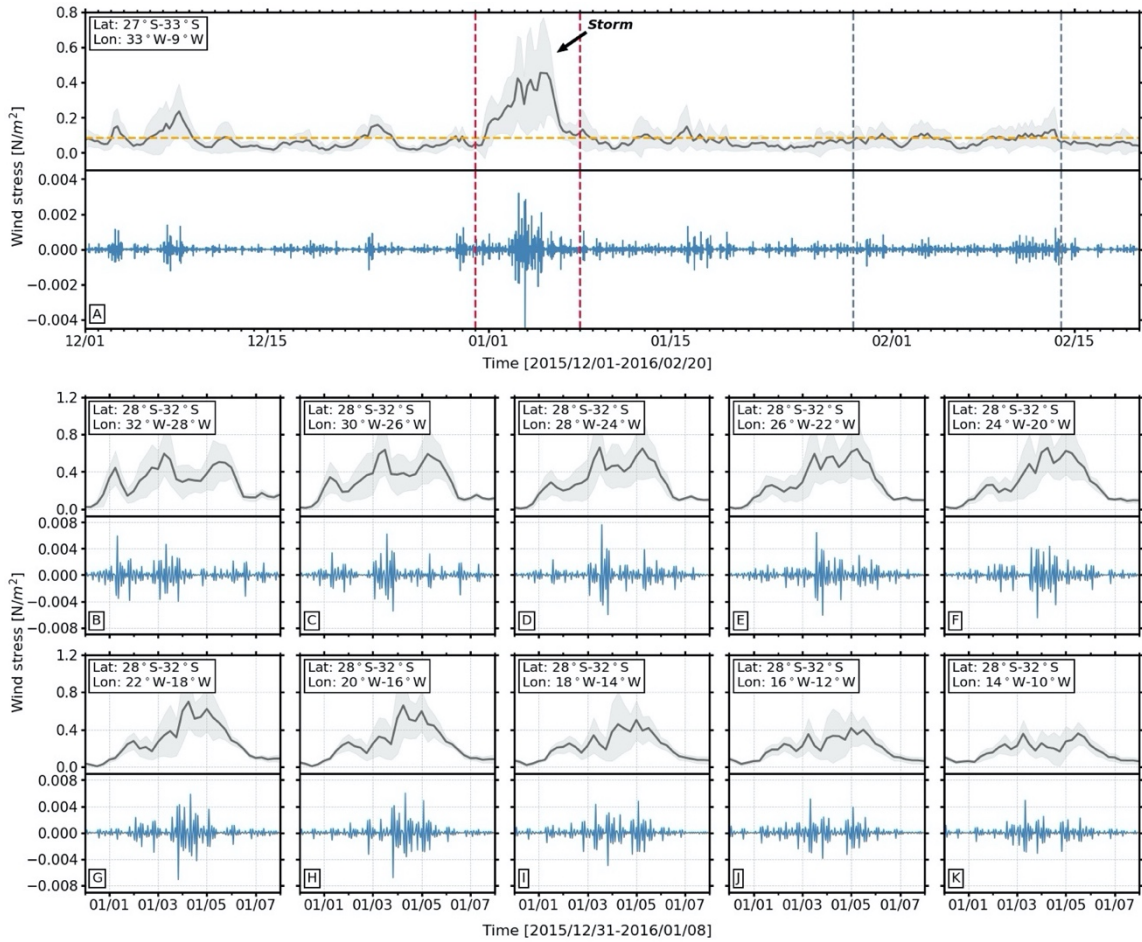 Lat: 27°S-33°S
Lon: 33°W-9°W
Storm
0.8
0.6
0.4
0.2
0.0
0.004
0.002
0.000
−0.002
−0.004
Wind stress [N/m²]
A
12/01 12/15 01/01 01/15 02/01 02/15
Time [2015/12/01-2016/02/20]
Lat: 28°S-32°S
Lon: 32°W-28°W
Lat: 28°S-32°S
Lon: 30°W-26°W
Lat: 28°S-32°S
Lon: 28°W-24°W
Lat: 28°S-32°S
Lon: 26°W-22°W
Lat: 28°S-32°S
Lon: 24°W-20°W
1.2
0.8
0.4
0.0
0.008
0.004
0.000
−0.004
−0.008
B C D E F
Wind stress [N/m²]
Lat: 28°S-32°S
Lon: 22°W-18°W
Lat: 28°S-32°S
Lon: 20°W-16°W
Lat: 28°S-32°S
Lon: 18°W-14°W
Lat: 28°S-32°S
Lon: 16°W-12°W
Lat: 28°S-32°S
Lon: 14°W-10°W
1.2
0.8
0.4
0.0
0.008
0.004
0.000
−0.004
−0.008
G H I J K
01/01 01/03 01/05 01/07 01/01 01/03 01/05 01/07 01/01 01/03 01/05 01/07 01/01 01/03 01/05 01/07 01/01 01/03 01/05 01/07
Time [2015/12/31-2016/01/08]